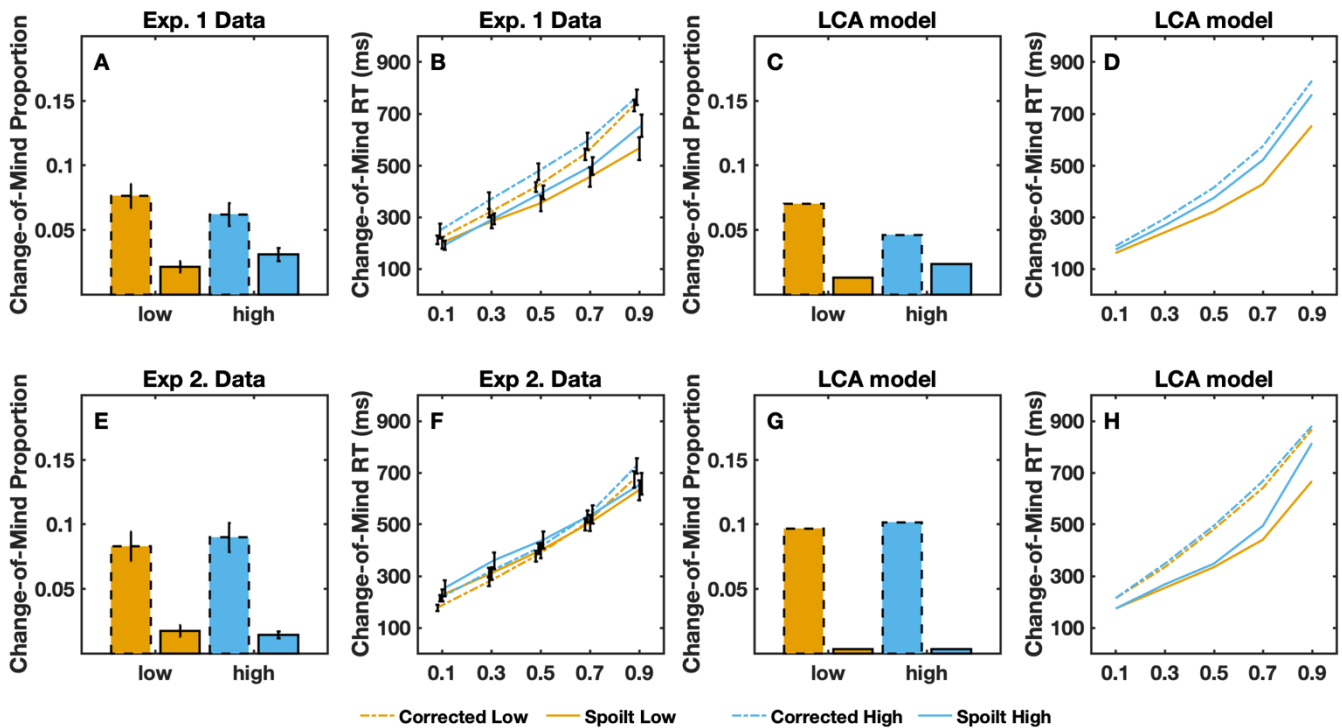 Exp. 1 Data
Exp. 1 Data
LCA model
LCA model
A
B
C
D
Change-of-Mind Proportion
0.15
0.1
0.05
low high
Change-of-Mind RT (ms)
900
700
500
300
100
0.1 0.3 0.5 0.7 0.9
Change-of-Mind Proportion
0.15
0.1
0.05
low high
Change-of-Mind RT (ms)
900
700
500
300
100
0.1 0.3 0.5 0.7 0.9
Exp 2. Data
Exp 2. Data
LCA model
LCA model
E
F
G
H
Change-of-Mind Proportion
0.15
0.1
0.05
low high
Change-of-Mind RT (ms)
900
700
500
300
100
0.1 0.3 0.5 0.7 0.9
Change-of-Mind Proportion
0.15
0.1
0.05
low high
Change-of-Mind RT (ms)
900
700
500
300
100
0.1 0.3 0.5 0.7 0.9
Corrected Low Spoilt Low Corrected High Spoilt High